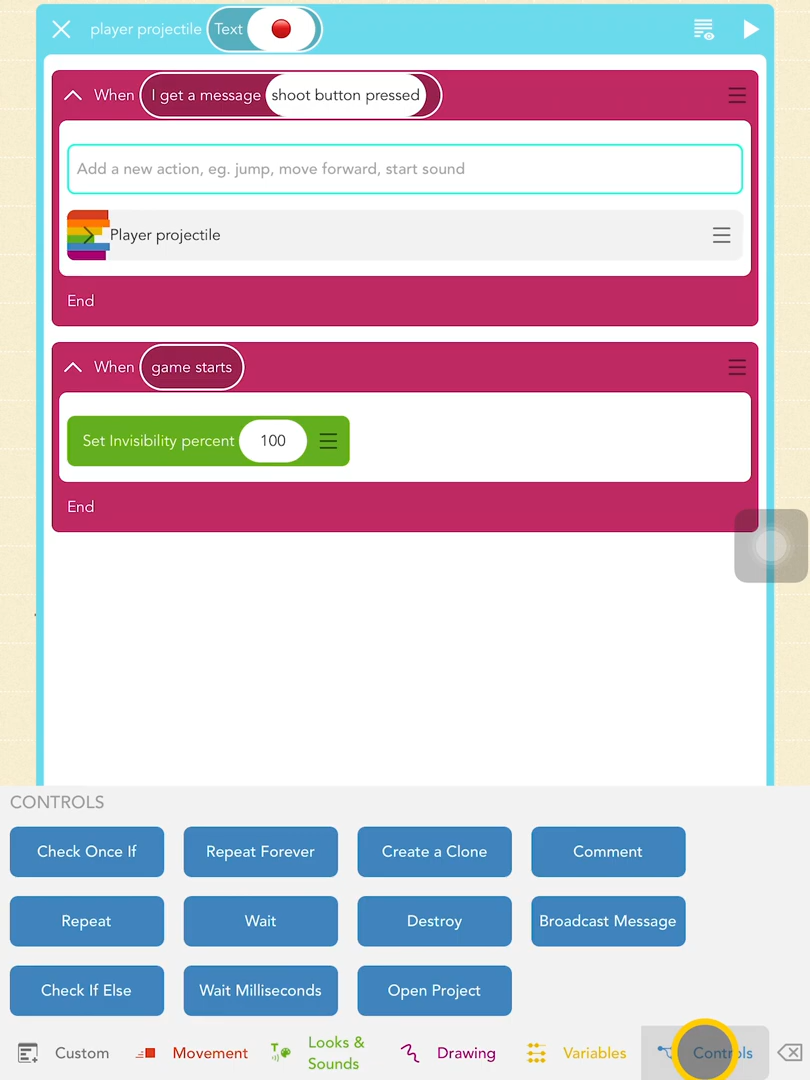 player projectile Text
When I get a message shoot button pressed
Add a new action, eg. jump, move forward, start sound
Player projectile
End
When game starts
Set Invisibility percent 100
End
CONTROLS
Check Once If Repeat Forever Create a Clone Comment
Repeat Wait Destroy Broadcast Message
Check If Else Wait Milliseconds Open Project
Custom Movement Looks & Sounds Drawing Variables Controls